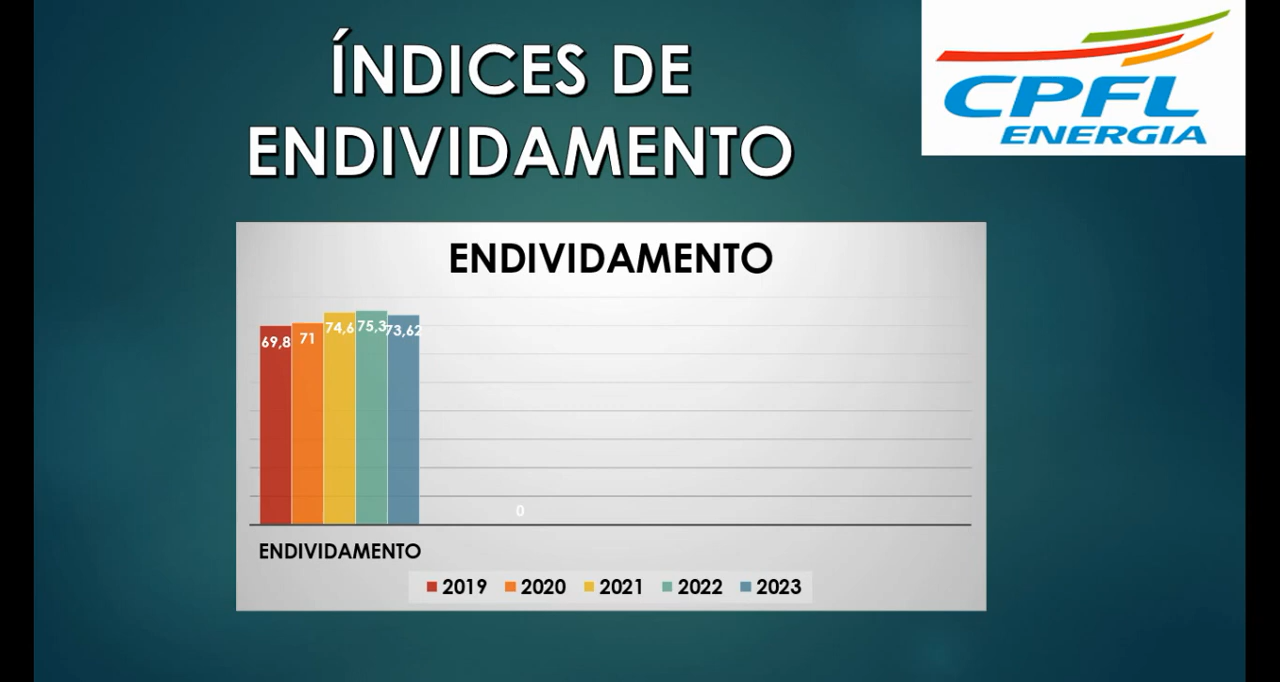 ÍNDICES DE
ENDIVIDAMENTO
CPFL
ENERGIA
ENDIVIDAMENTO
69,8 71 74,6 75,3 73,62
0
ENDIVIDAMENTO
2019 2020 2021 2022 2023